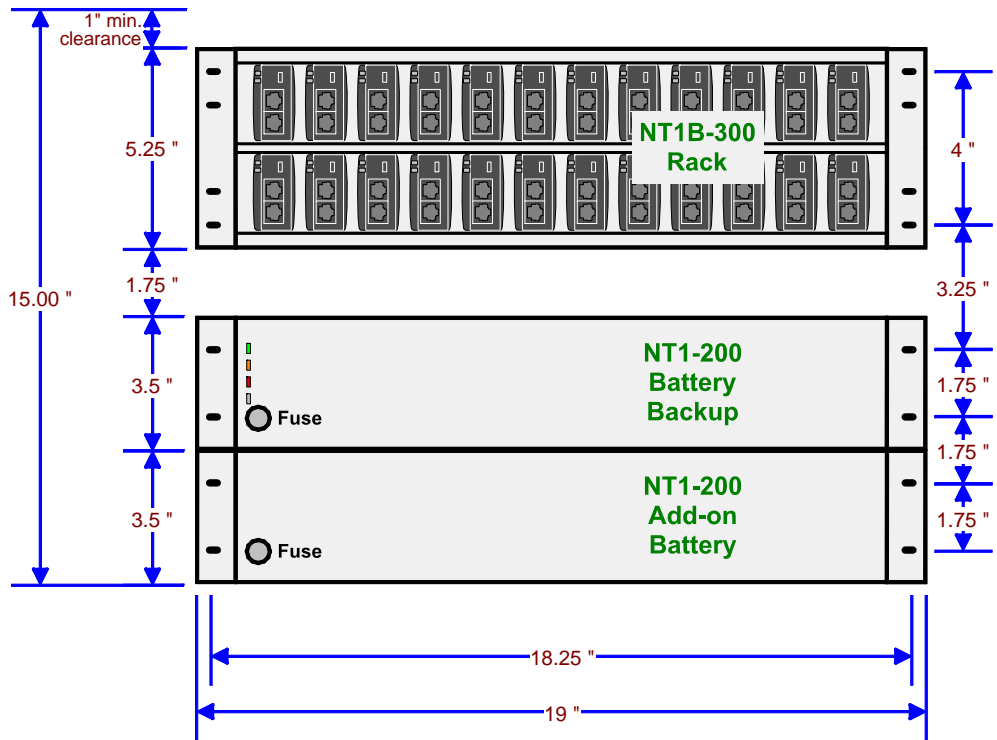 1" min.
clearance
5.25 "
NT1B-300
Rack
4 "
1.75 "
15.00 "
3.25 "
3.5 "
NT1-200
Battery
Backup
Fuse
1.75 "
1.75 "
3.5 "
NT1-200
Add-on
Battery
Fuse
1.75 "
18.25 "
19 "